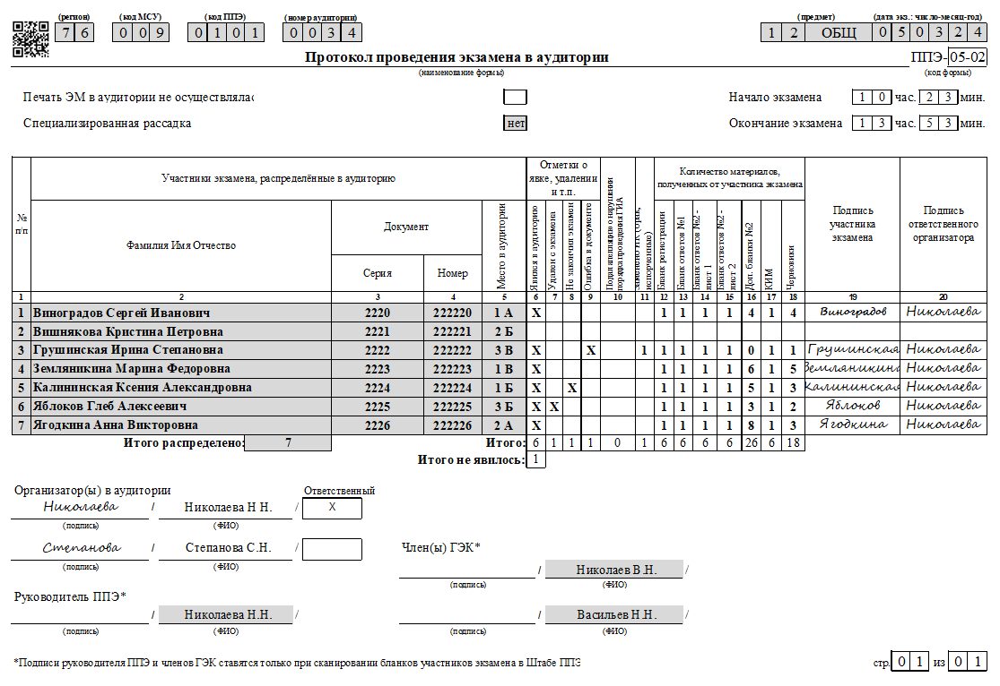 (регион) (код МСУ) (код ППЭ) (номер аудитории) (предмет) (дата экз.: число-месяц-год)
7 6 0 0 9 0 1 0 1 0 0 3 4 1 2 ОБЩ 0 5 0 3 2 4
Протокол проведения экзамена в аудитории ППЭ-05-02
(наименование формы) (код формы)
Печать ЭМ в аудитории не осуществлялас Начало экзамена 1 0 час. 2 3 мин.
Специализированная рассадка нет Окончание экзамена 1 3 час. 5 3 мин.
№ п/п
Участники экзамена, распределённые в аудиторию
Фамилия Имя Отчество
Документ
Серия
Номер
Место в аудитории
Отметки о явке, удалении и т.п.
Явился в аудиторию
Удален с экзамена
Не закончил экзамен
Ошибка в документе
Подал апелляцию о нарушении порядка проведения ГИА
Заменено ИК (брак, испорченные)
Количество материалов, полученных от участника экзамена
Бланк регистрации
Бланк ответов №1
Бланк ответов №2 - лист 1
Бланк ответов №2 - лист 2
Доп. бланки №2
КИМ
Черновики
Подпись участника экзамена
Подпись ответственного организатора
1 2 3 4 5 6 7 8 9 10 11 12 13 14 15 16 17 18 19 20
1 Виноградов Сергей Иванович 2220 222220 1 А X 1 1 1 1 4 1 4 Виноградов Николаева
2 Вишнякова Кристина Петровна 2221 222221 2 Б
3 Грушинская Ирина Степановна 2222 222222 3 В X X 1 1 1 1 1 0 1 1 Грушинская Николаева
4 Земляникина Марина Федоровна 2223 222223 1 В X 1 1 1 1 6 1 5 Земляникина Николаева
5 Калининская Ксения Александровна 2224 222224 1 Б X X 1 1 1 1 5 1 3 Калининская Николаева
6 Яблоков Глеб Алексеевич 2225 222225 3 Б X X 1 1 1 1 3 1 2 Яблоков Николаева
7 Ягодкина Анна Викторовна 2226 222226 2 А X 1 1 1 1 8 1 3 Ягодкина Николаева
Итого распределено: 7 Итого: 6 1 1 1 0 1 6 6 6 6 26 6 18
Итого не явилось: 1
Организатор(ы) в аудитории Ответственный
Николаева / Николаева Н Н. / X
(подпись) (ФИО)
Степанова / Степанова С.Н. / Член(ы) ГЭК*
(подпись) (ФИО)
/ Николаев В.Н. /
(подпись) (ФИО)
Руководитель ППЭ*
/ Николаева Н.Н. / / Васильев Н.Н. /
(подпись) (ФИО) (подпись) (ФИО)
*Подписи руководителя ППЭ и членов ГЭК ставятся только при сканировании бланков участников экзамена в Штабе ППЭ стр. 0 1 из 0 1